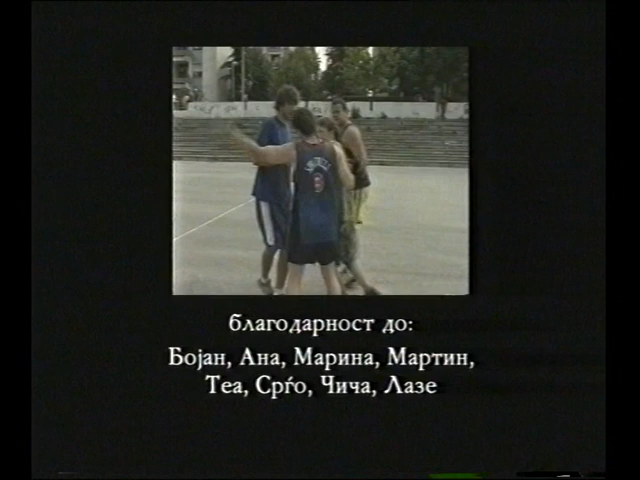 благодарност до:
Бојан, Ана, Марина, Мартин,
Теа, Срѓо, Чича, Лазе